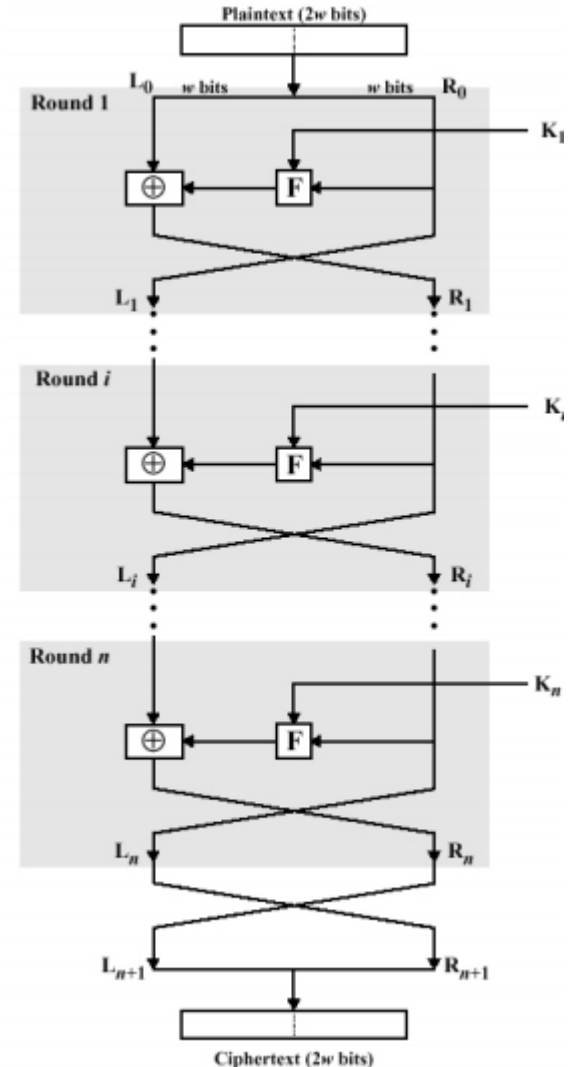 Plaintext (2w bits)
L0 w bits w bits R0
Round 1
K1
⊕ F
L1 R1
Round i
Ki
⊕ F
Li Ri
Round n
Kn
⊕ F
Ln Rn
Ln+1 Rn+1
Ciphertext (2w bits)